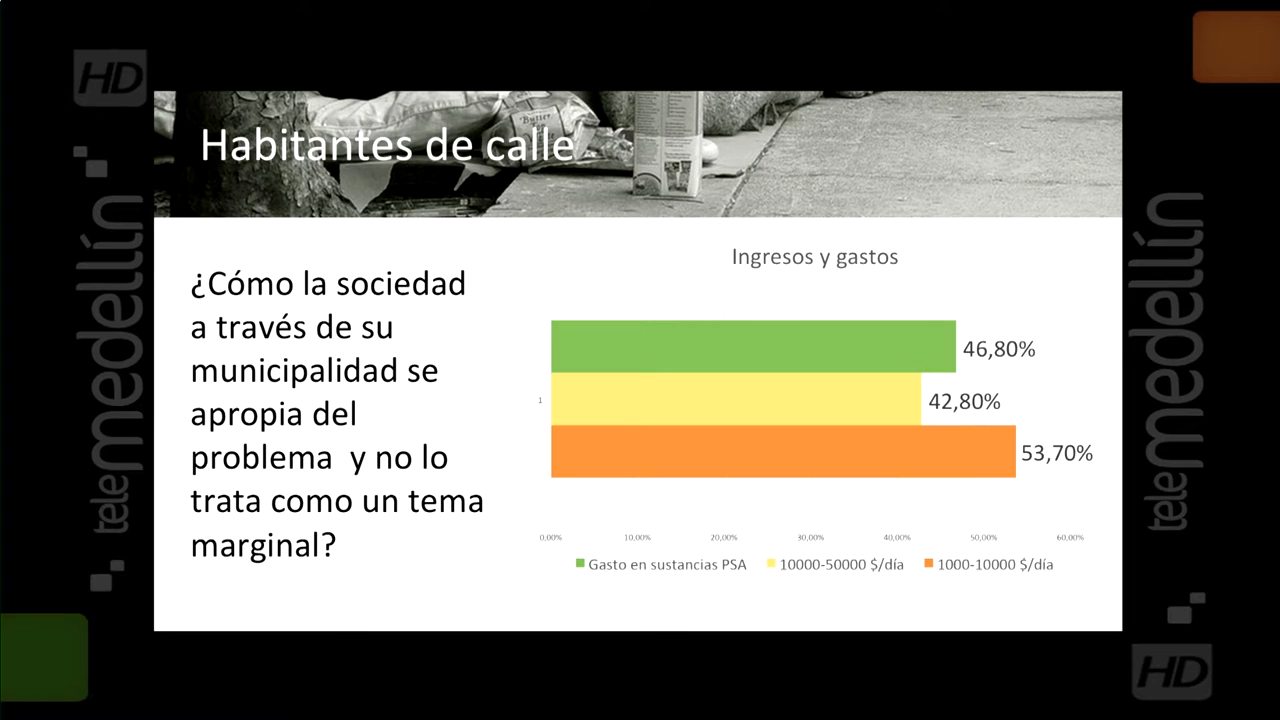 HD
telemedellín
Habitantes de calle
¿Cómo la sociedad
a través de su
municipalidad se
apropia del
problema y no lo
trata como un tema
marginal?
Ingresos y gastos
46,80%
1
42,80%
53,70%
0,00% 10,00% 20,00% 30,00% 40,00% 50,00% 60,00%
Gasto en sustancias PSA 10000-50000 $/día 1000-10000 $/día
telemedellín
HD